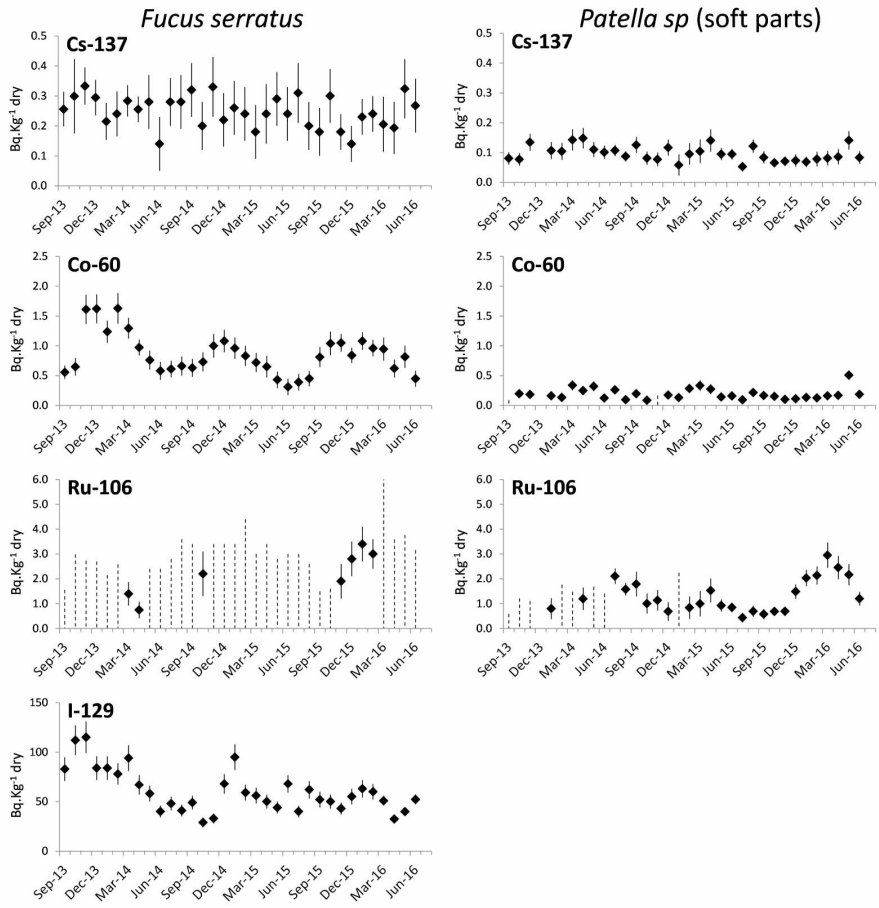 Fucus serratus
Cs-137
0.5
0.4
0.3
0.2
0.1
0.0
Bq.Kg⁻¹ dry
Sep-13 Dec-13 Mar-14 Jun-14 Sep-14 Dec-14 Mar-15 Jun-15 Sep-15 Dec-15 Mar-16 Jun-16
Patella sp (soft parts)
Cs-137
0.5
0.4
0.3
0.2
0.1
0.0
Bq.Kg⁻¹ dry
Sep-13 Dec-13 Mar-14 Jun-14 Sep-14 Dec-14 Mar-15 Jun-15 Sep-15 Dec-15 Mar-16 Jun-16
Co-60
2.5
2.0
1.5
1.0
0.5
0.0
Bq.Kg⁻¹ dry
Sep-13 Dec-13 Mar-14 Jun-14 Sep-14 Dec-14 Mar-15 Jun-15 Sep-15 Dec-15 Mar-16 Jun-16
Co-60
2.5
2.0
1.5
1.0
0.5
0.0
Bq.Kg⁻¹ dry
Sep-13 Dec-13 Mar-14 Jun-14 Sep-14 Dec-14 Mar-15 Jun-15 Sep-15 Dec-15 Mar-16 Jun-16
Ru-106
6.0
5.0
4.0
3.0
2.0
1.0
0.0
Bq.Kg⁻¹ dry
Sep-13 Dec-13 Mar-14 Jun-14 Sep-14 Dec-14 Mar-15 Jun-15 Sep-15 Dec-15 Mar-16 Jun-16
Ru-106
6.0
5.0
4.0
3.0
2.0
1.0
0.0
Bq.Kg⁻¹ dry
Sep-13 Dec-13 Mar-14 Jun-14 Sep-14 Dec-14 Mar-15 Jun-15 Sep-15 Dec-15 Mar-16 Jun-16
I-129
150
100
50
0
Bq.Kg⁻¹ dry
Sep-13 Dec-13 Mar-14 Jun-14 Sep-14 Dec-14 Mar-15 Jun-15 Sep-15 Dec-15 Mar-16 Jun-16